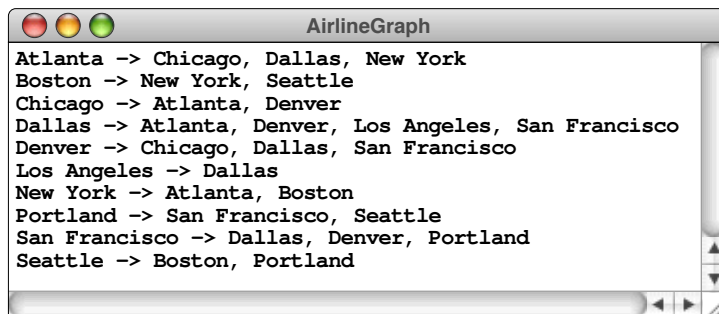 AirlineGraph
Atlanta -> Chicago, Dallas, New York
Boston -> New York, Seattle
Chicago -> Atlanta, Denver
Dallas -> Atlanta, Denver, Los Angeles, San Francisco
Denver -> Chicago, Dallas, San Francisco
Los Angeles -> Dallas
New York -> Atlanta, Boston
Portland -> San Francisco, Seattle
San Francisco -> Dallas, Denver, Portland
Seattle -> Boston, Portland